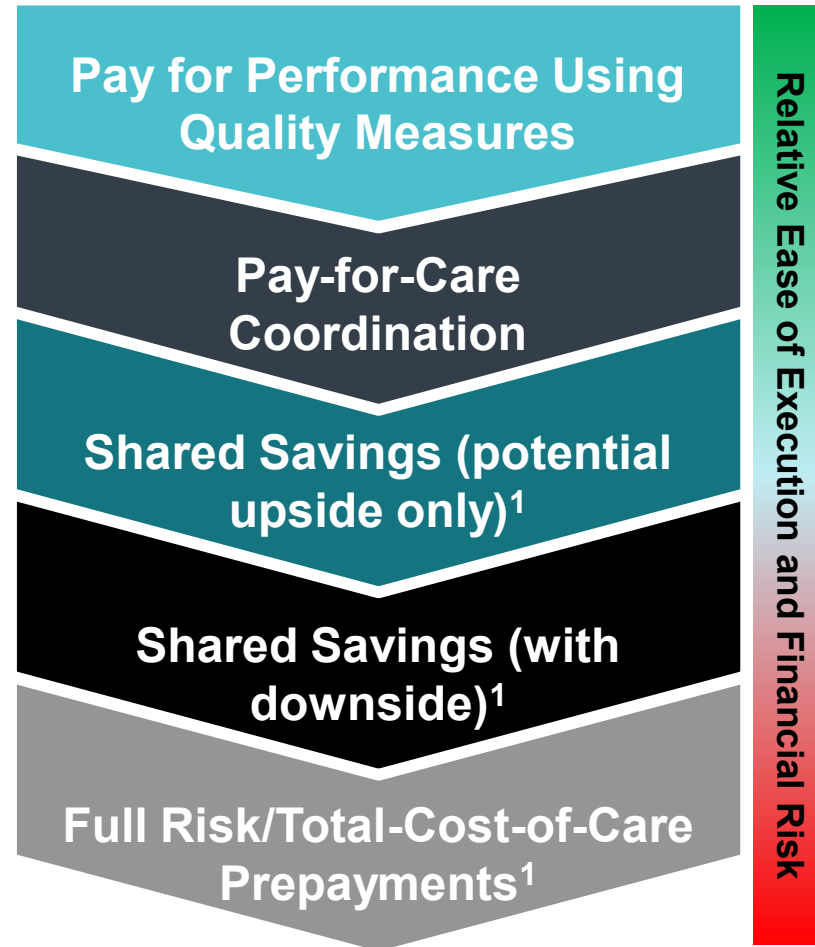 Pay for Performance Using
Quality Measures
Pay-for-Care
Coordination
Shared Savings (potential
upside only)¹
Shared Savings (with
downside)¹
Full Risk/Total-Cost-of-Care
Prepayments¹
Relative Ease of Execution and Financial Risk